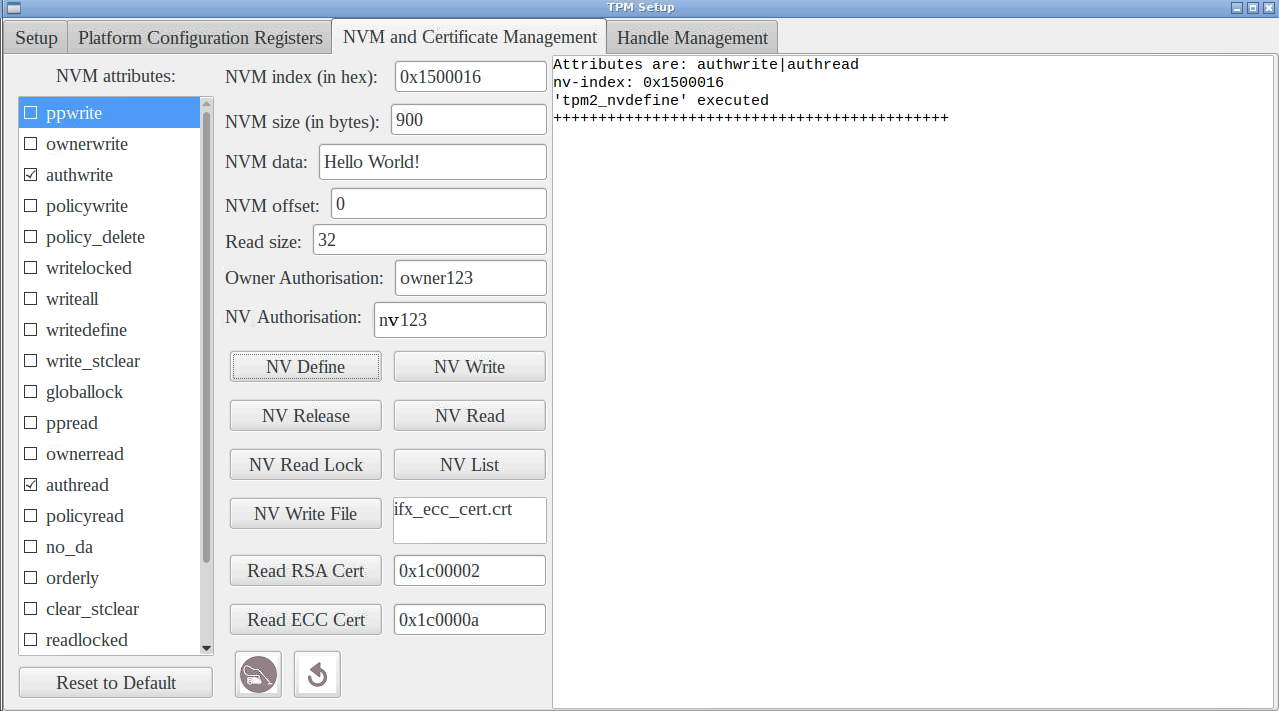 TPM Setup
Setup
Platform Configuration Registers
NVM and Certificate Management
Handle Management
NVM attributes:
ppwrite
ownerwrite
authwrite
policywrite
policy_delete
writelocked
writeall
writedefine
write_stclear
globallock
ppread
ownerread
authread
policyread
no_da
orderly
clear_stclear
readlocked
Reset to Default
NVM index (in hex): 0x1500016
NVM size (in bytes): 900
NVM data: Hello World!
NVM offset: 0
Read size: 32
Owner Authorisation: owner123
NV Authorisation: nv123
NV Define NV Write
NV Release NV Read
NV Read Lock NV List
NV Write File ifx_ecc_cert.crt
Read RSA Cert 0x1c00002
Read ECC Cert 0x1c0000a
Attributes are: authwrite|authread
nv-index: 0x1500016
'tpm2_nvdefine' executed
++++++++++++++++++++++++++++++++++++++++++++